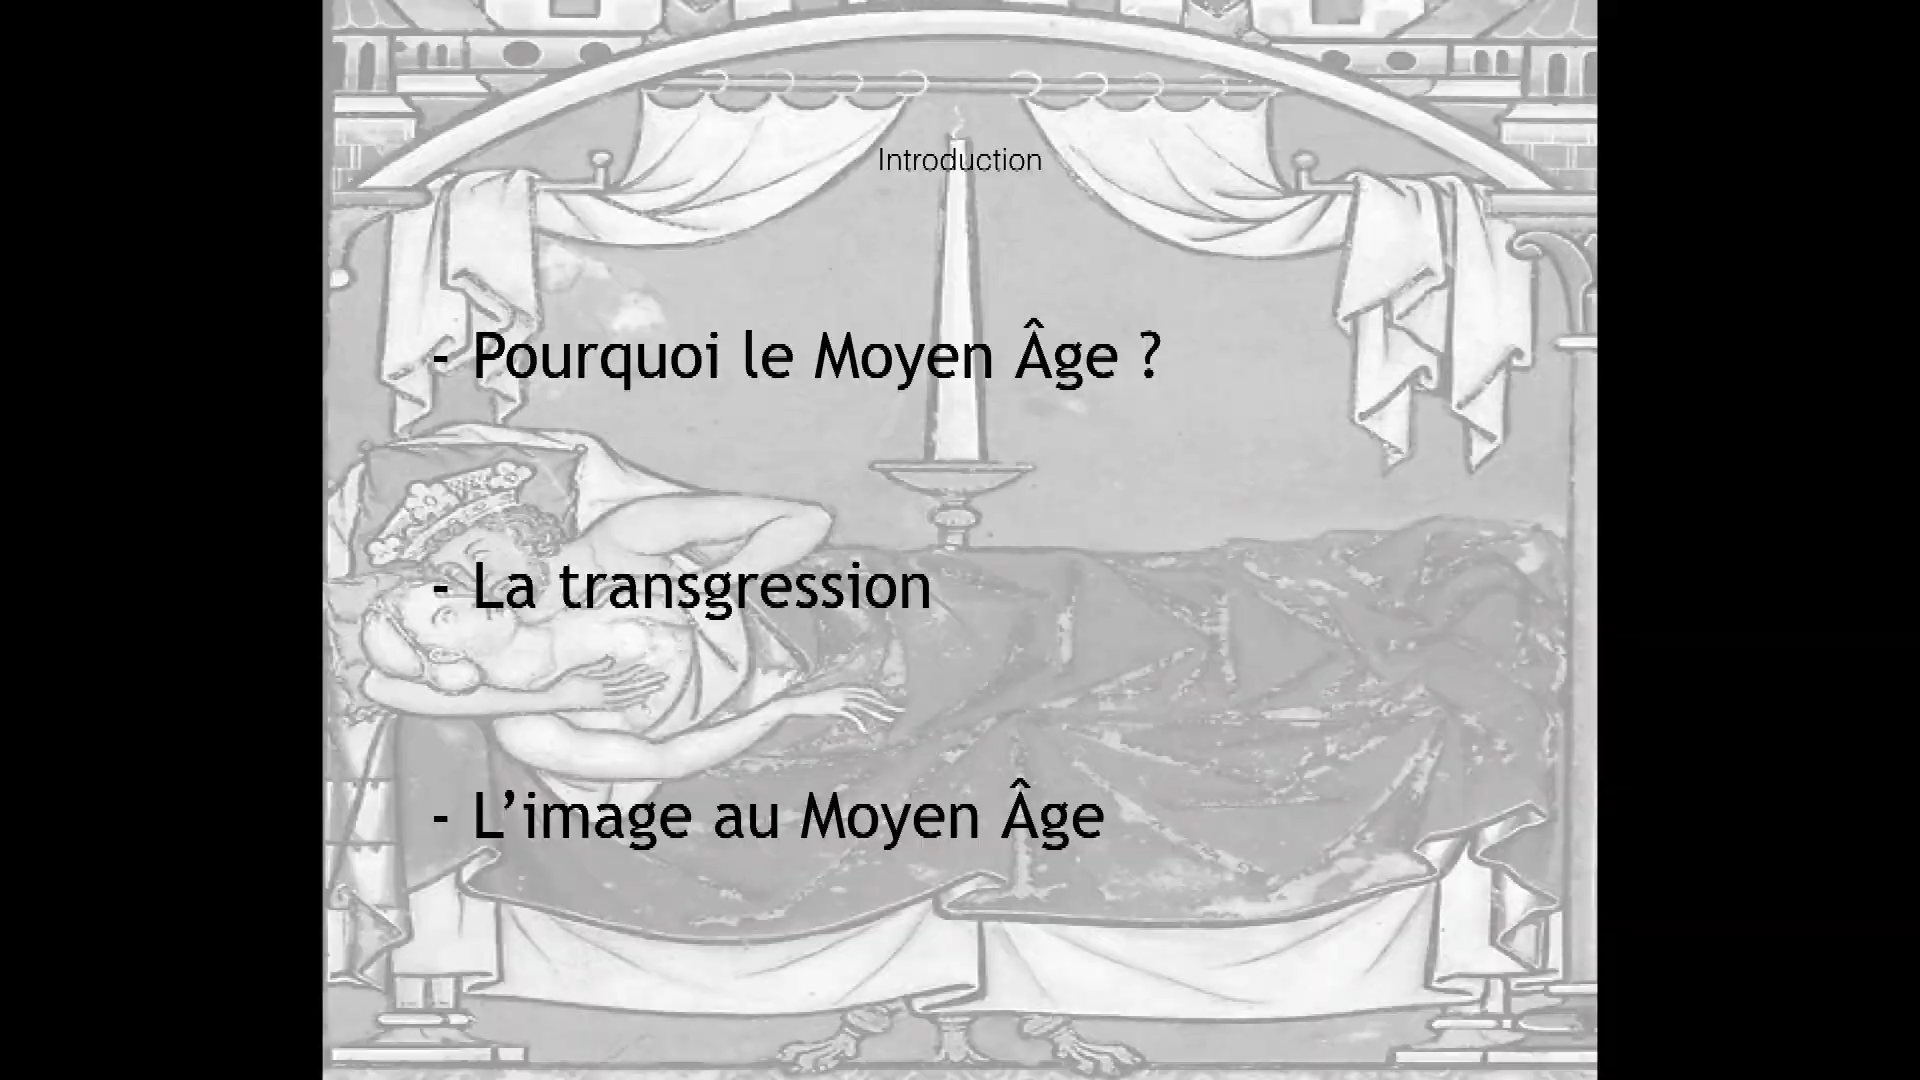 Introduction
- Pourquoi le Moyen Âge ?
- La transgression
- L’image au Moyen Âge